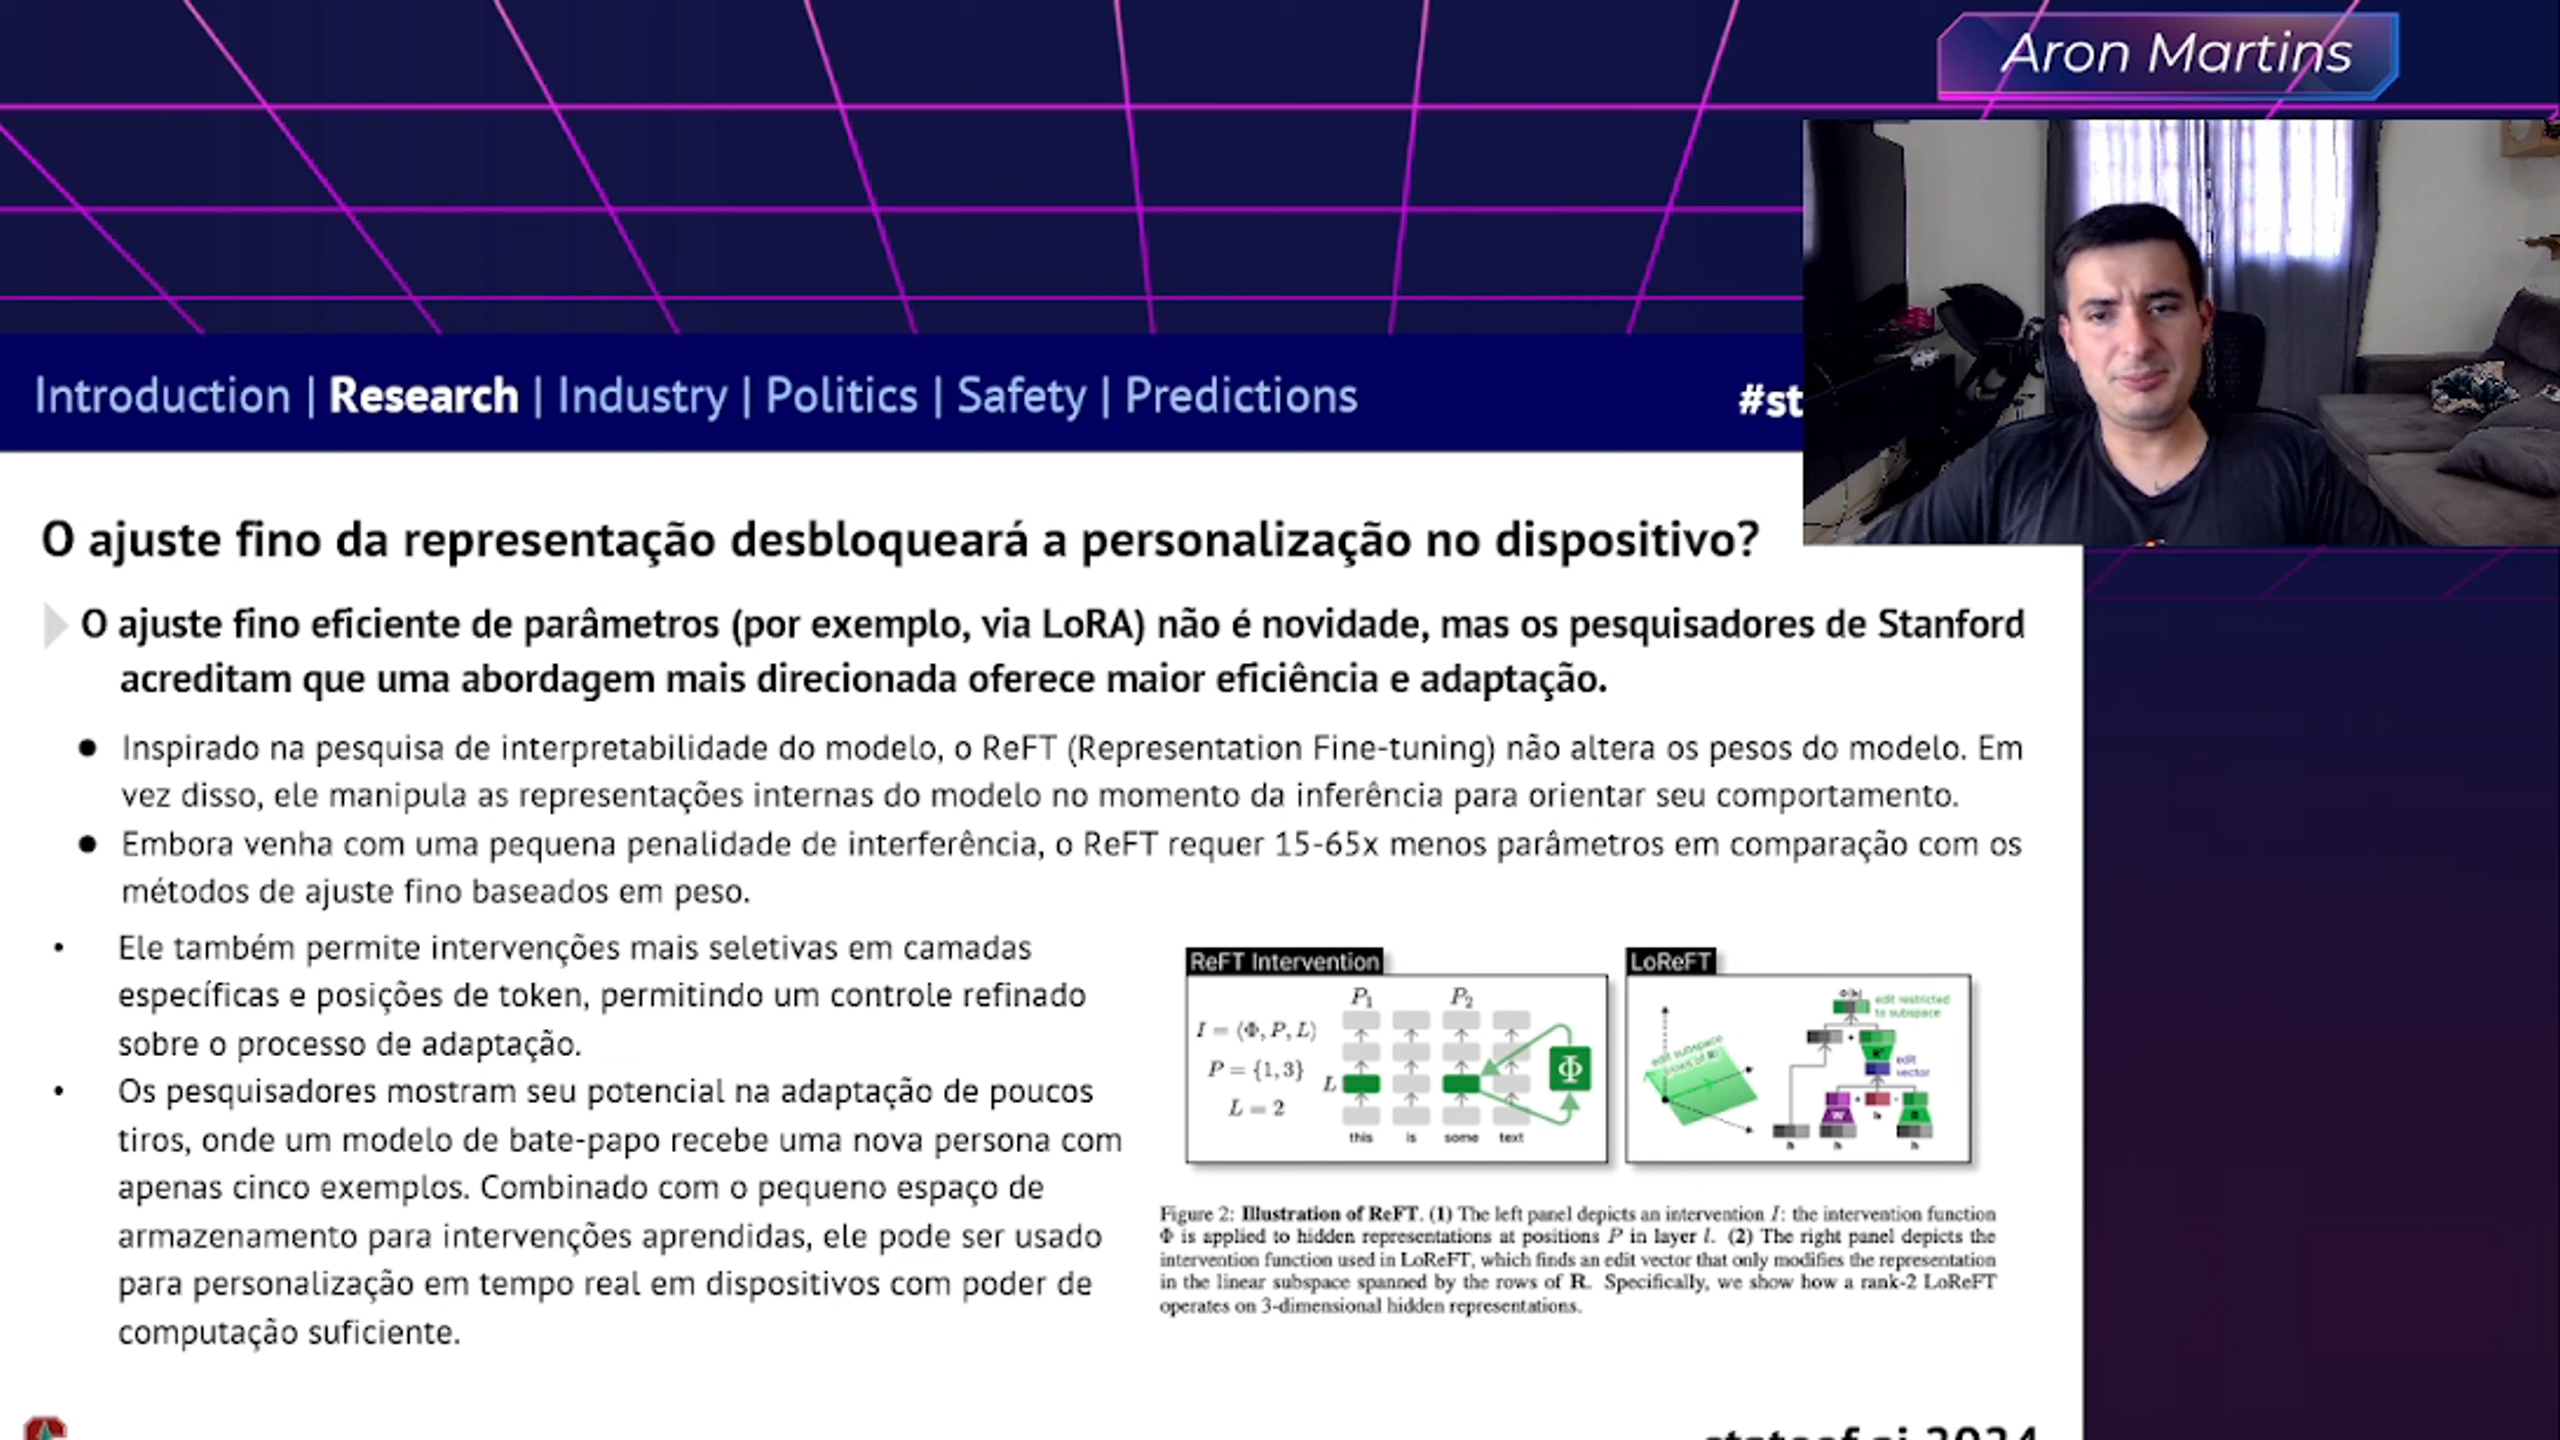 Aron Martins
Introduction | Research | Industry | Politics | Safety | Predictions
#st
O ajuste fino da representação desbloqueará a personalização no dispositivo?
O ajuste fino eficiente de parâmetros (por exemplo, via LoRA) não é novidade, mas os pesquisadores de Stanford
acreditam que uma abordagem mais direcionada oferece maior eficiência e adaptação.
● Inspirado na pesquisa de interpretabilidade do modelo, o ReFT (Representation Fine-tuning) não altera os pesos do modelo. Em
vez disso, ele manipula as representações internas do modelo no momento da inferência para orientar seu comportamento.
● Embora venha com uma pequena penalidade de interferência, o ReFT requer 15-65x menos parâmetros em comparação com os
métodos de ajuste fino baseados em peso.
• Ele também permite intervenções mais seletivas em camadas
específicas e posições de token, permitindo um controle refinado
sobre o processo de adaptação.
• Os pesquisadores mostram seu potencial na adaptação de poucos
tiros, onde um modelo de bate-papo recebe uma nova persona com
apenas cinco exemplos. Combinado com o pequeno espaço de
armazenamento para intervenções aprendidas, ele pode ser usado
para personalização em tempo real em dispositivos com poder de
computação suficiente.
ReFT Intervention
P₁ P₂
I = ⟨Φ, P, L⟩
P = {1, 3}
L = 2
L
Φ
this is some text
LoReFT
edit restricted
to subspace
edit subspace
edit
vector
W b R
h h h
Figure 2: Illustration of ReFT. (1) The left panel depicts an intervention I: the intervention function
Φ is applied to hidden representations at positions P in layer l. (2) The right panel depicts the
intervention function used in LoReFT, which finds an edit vector that only modifies the representation
in the linear subspace spanned by the rows of R. Specifically, we show how a rank-2 LoReFT
operates on 3-dimensional hidden representations.
stateof.ai 2024